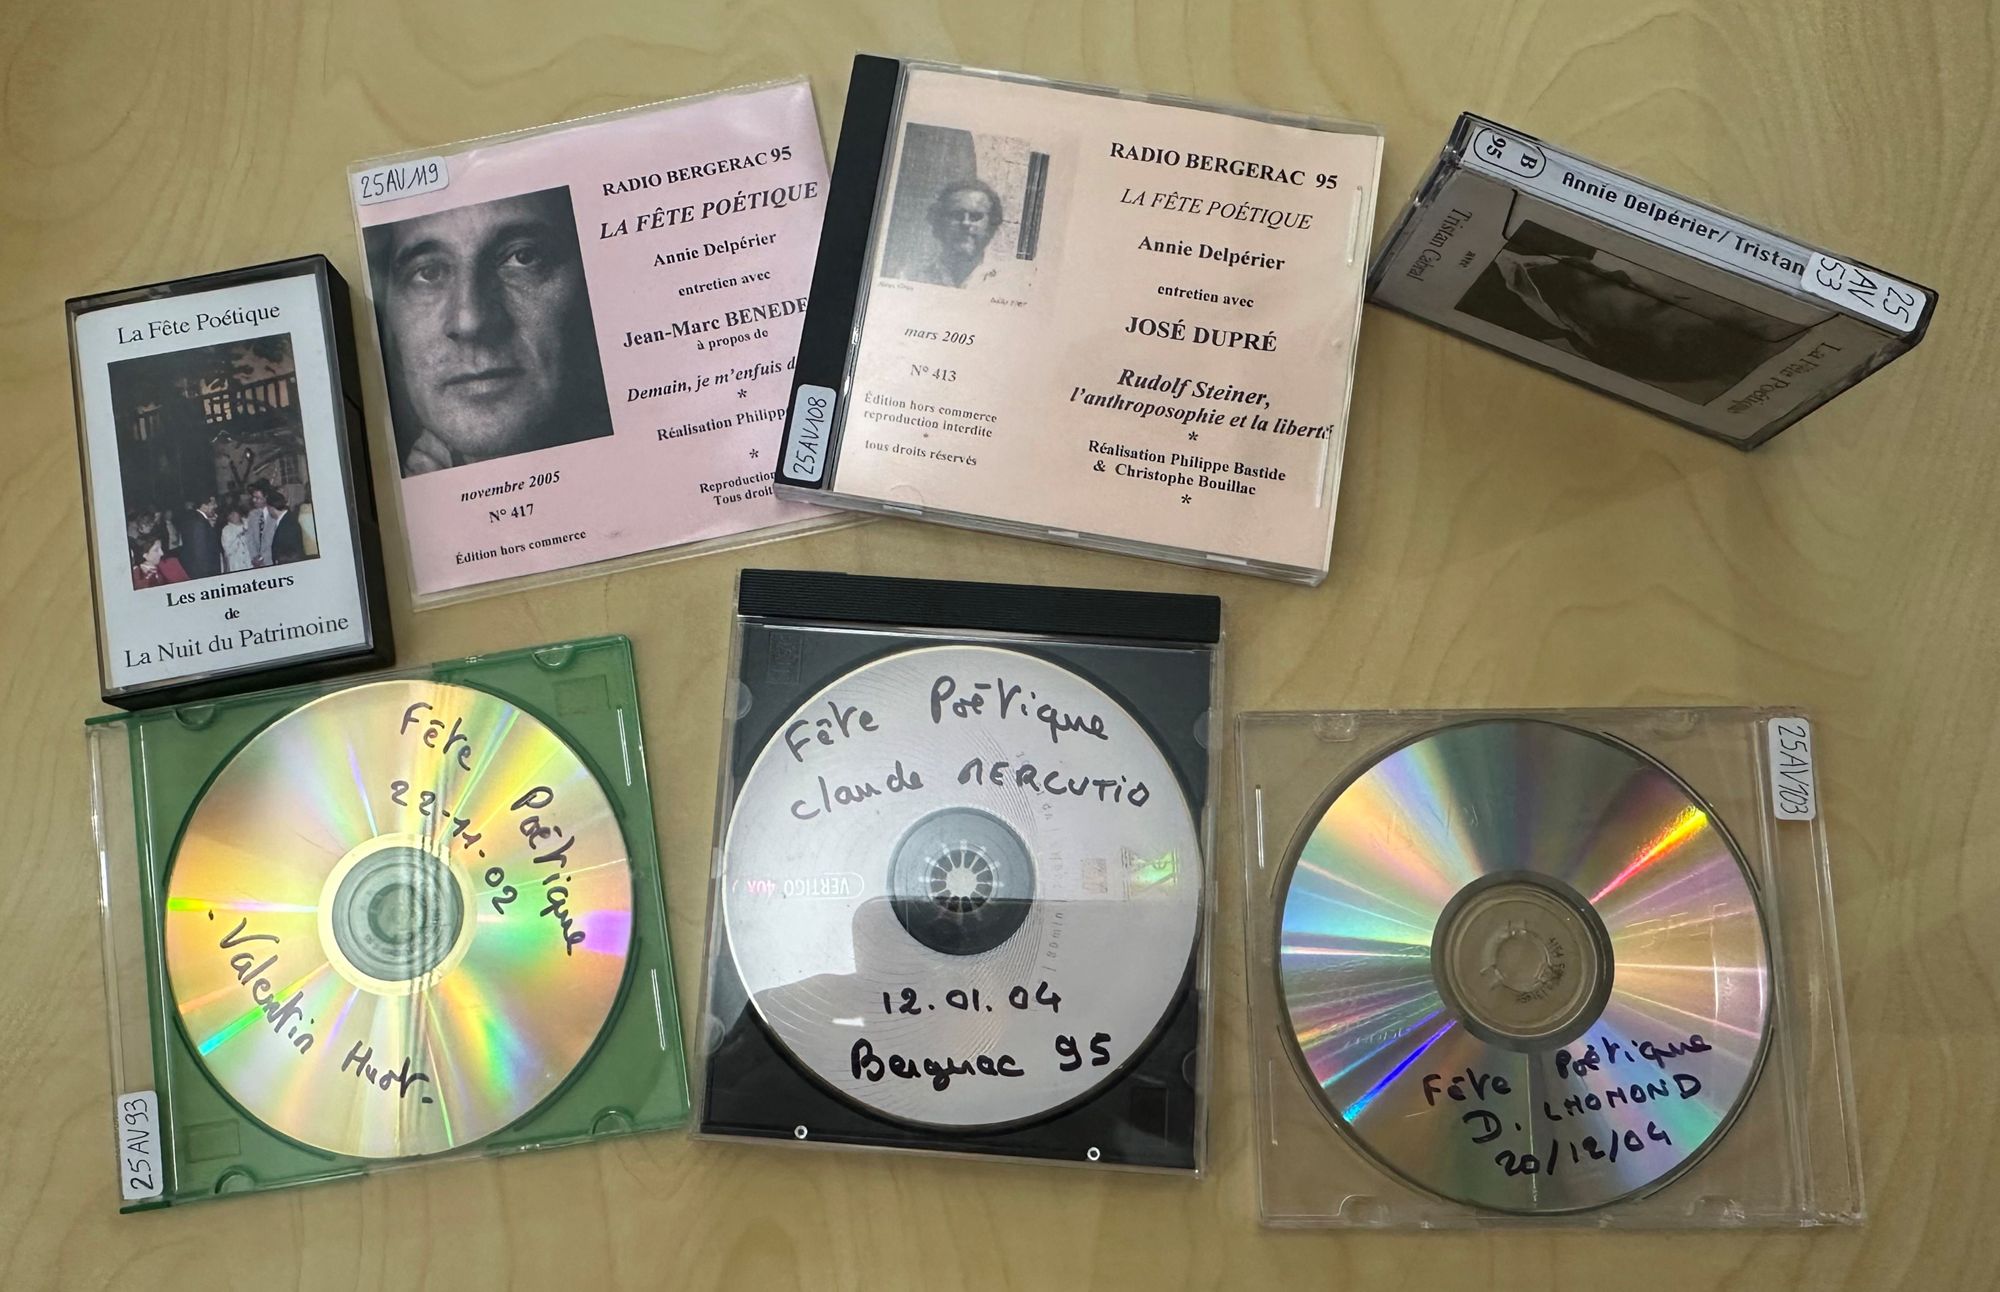 La Fête Poétique
Les animateurs
de
La Nuit du Patrimoine
25AV119
RADIO BERGERAC 95
LA FÊTE POÉTIQUE
Annie Delpérier
entretien avec
Jean-Marc BENEDE
à propos de
Demain, je m'enfuis d
*
Réalisation Philipp
*
Reproduction
Tous droit
novembre 2005
N° 417
Édition hors commerce
25AV108
RADIO BERGERAC 95
LA FÊTE POÉTIQUE
Annie Delpérier
entretien avec
JOSÉ DUPRÉ
Rudolf Steiner,
l'anthroposophie et la liberté
*
Réalisation Philippe Bastide
& Christophe Bouillac
*
mars 2005
N° 413
Édition hors commerce
reproduction interdite
*
tous droits réservés
B
95
Annie Delpérier/ Tristan
25
AV
53
La Fête Poétique
avec
Tristan Cabral
Fête Poétique
22-11-02
. Valentin Huot.
25AV93
Fête Poétique
Claude MERCUTIO
VERTIGO 40x
12.01.04
Bergerac 95
25AV103
Fête Poétique
D. LHOMOND
20/12/04